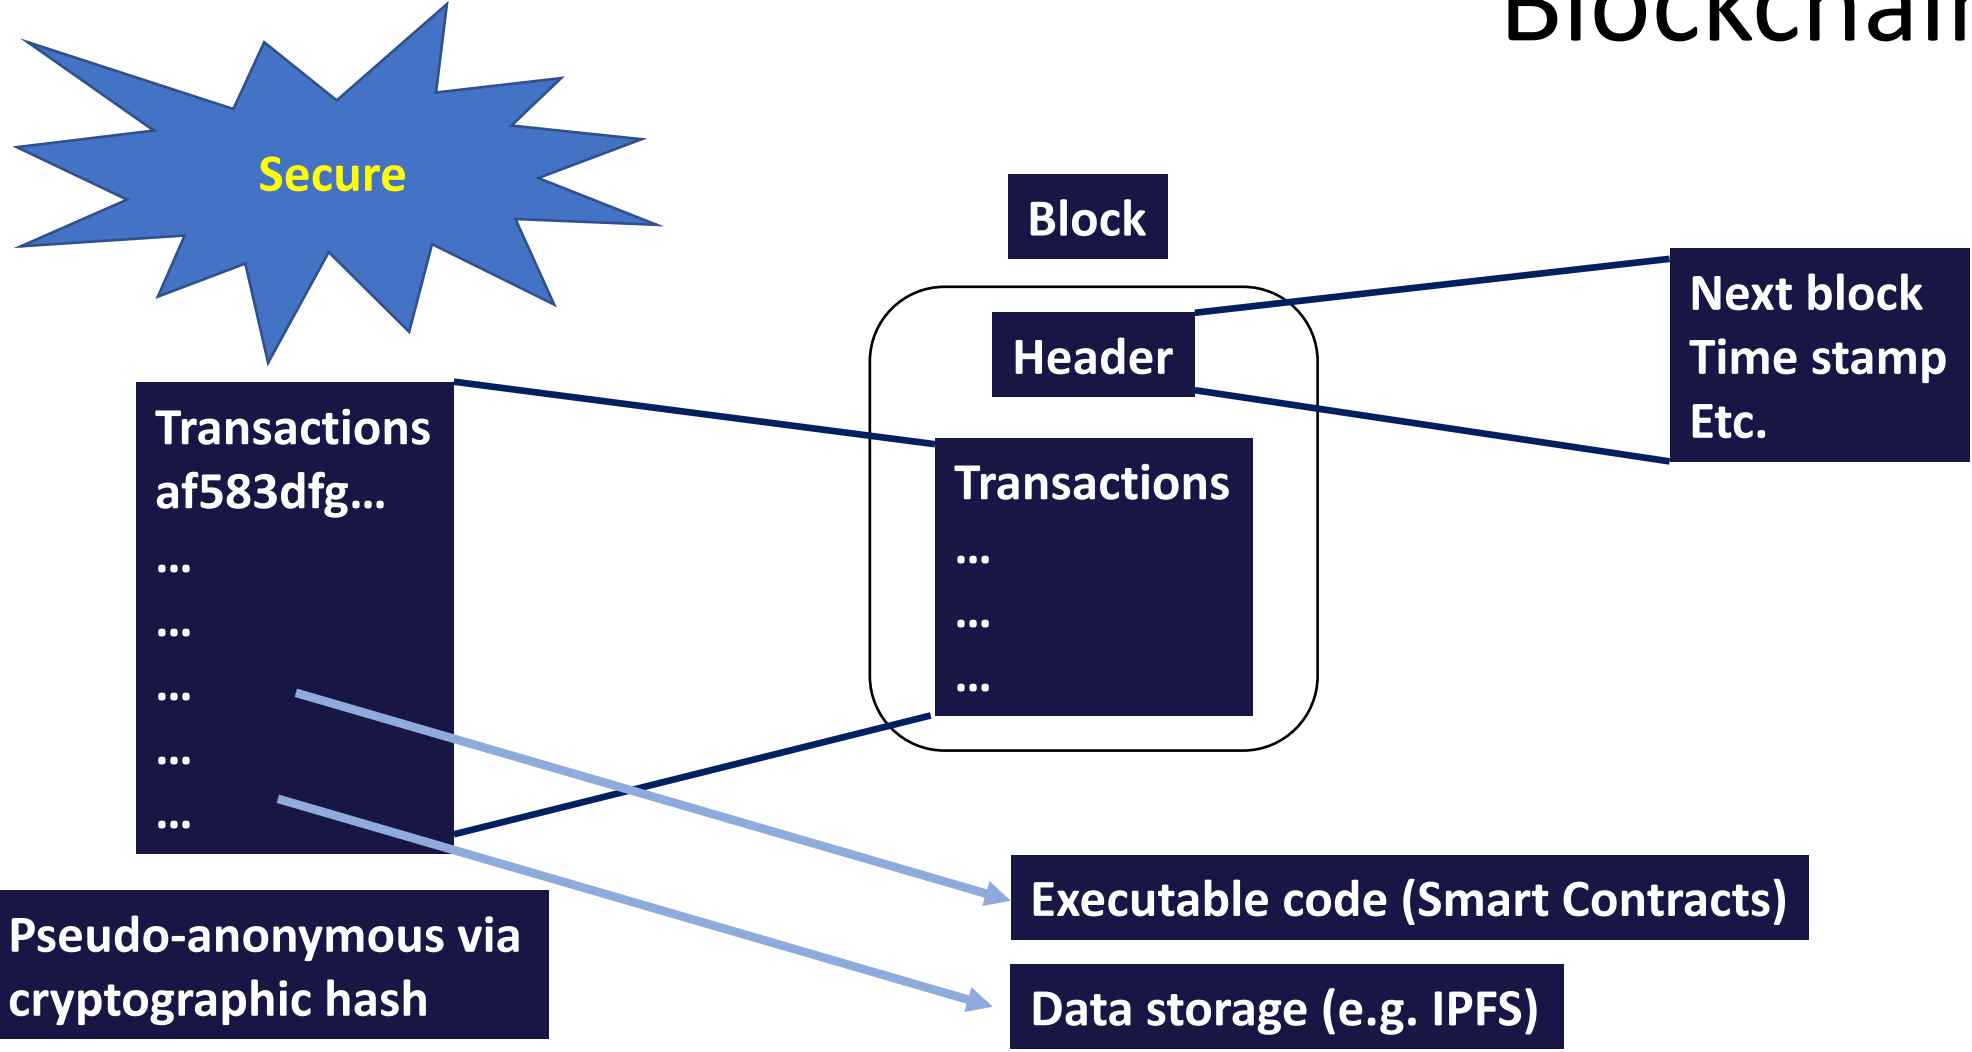 Blockchain
Secure
Block
Header
Next block
Time stamp
Etc.
Transactions
af583dfg...
...
...
...
...
...
Transactions
...
...
...
Pseudo-anonymous via
cryptographic hash
Executable code (Smart Contracts)
Data storage (e.g. IPFS)